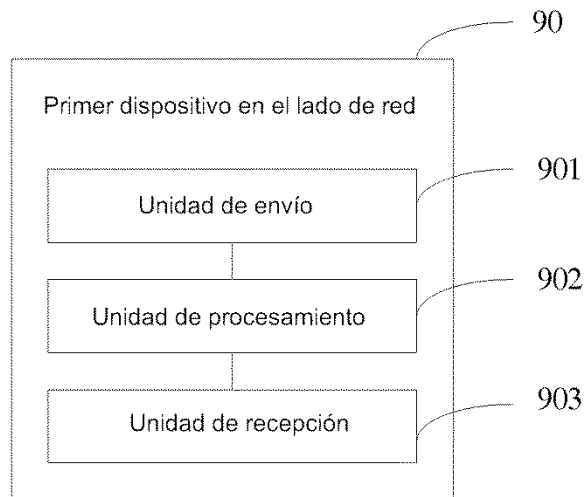 90
Primer dispositivo en el lado de red
901
Unidad de envío
902
Unidad de procesamiento
903
Unidad de recepción